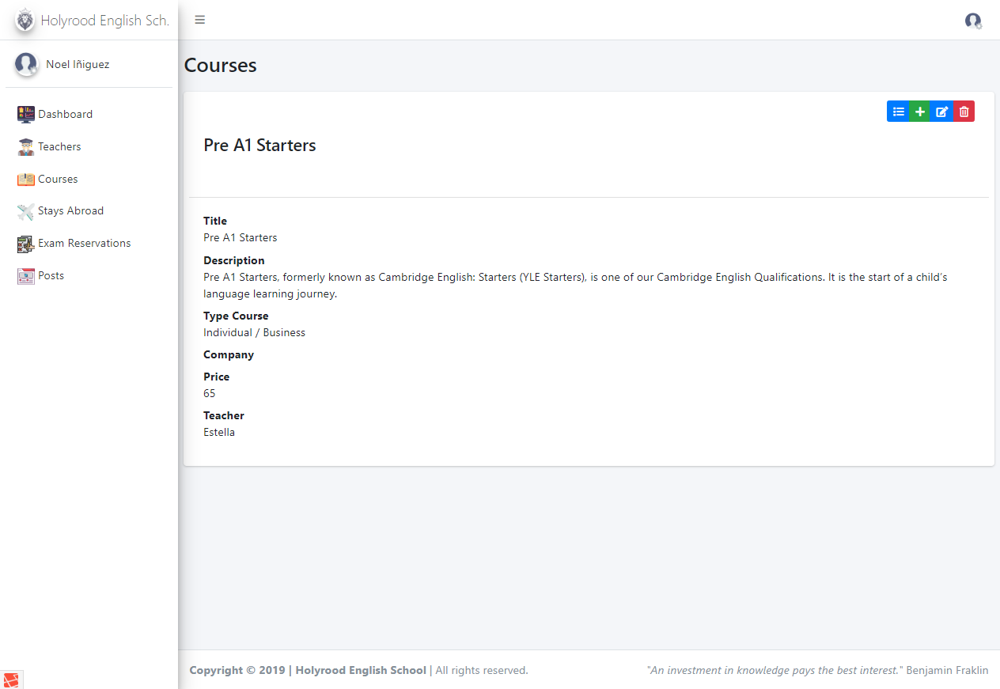 Holyrood English Sch.
Noel Iñiguez
Dashboard
Teachers
Courses
Stays Abroad
Exam Reservations
Posts
Courses
Pre A1 Starters
Title
Pre A1 Starters
Description
Pre A1 Starters, formerly known as Cambridge English: Starters (YLE Starters), is one of our Cambridge English Qualifications. It is the start of a child's
language learning journey.
Type Course
Individual / Business
Company
Price
65
Teacher
Estella
Copyright © 2019 | Holyrood English School | All rights reserved.
"An investment in knowledge pays the best interest." Benjamin Fraklin